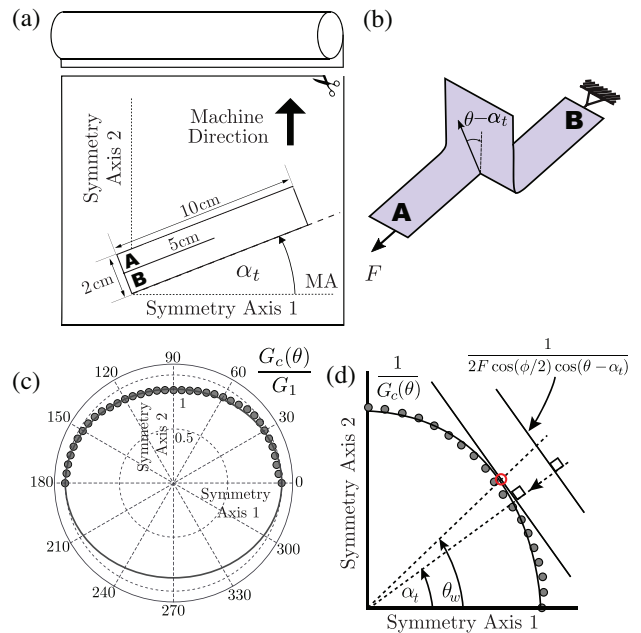 (a)
Symmetry
Axis 2
Machine
Direction
10cm
5cm
2cm
A
B
α_t
MA
Symmetry Axis 1
(b)
θ−α_t
B
A
F
(c)
G_c(θ)/G_1
90
120
60
150
30
180
0
210
300
240
330
270
1
0.5
Symmetry
Axis 2
Symmetry
Axis 1
(d)
1/G_c(θ)
1/(2F cos(ϕ/2) cos(θ−α_t))
Symmetry Axis 2
α_t
θ_w
Symmetry Axis 1